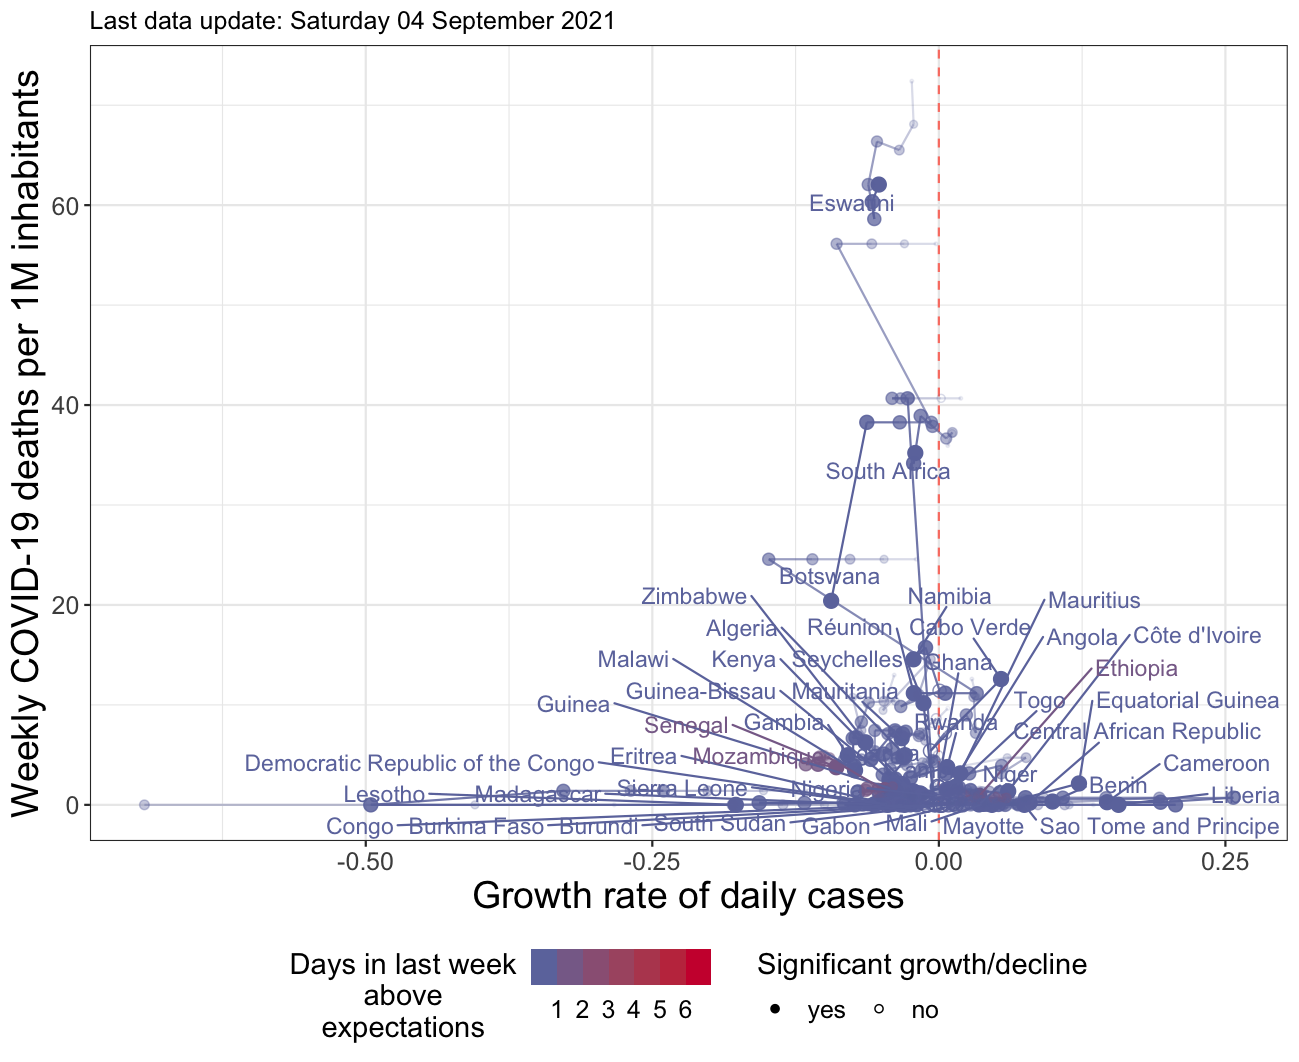 Last data update: Saturday 04 September 2021
Weekly COVID-19 deaths per 1M inhabitants
60
40
20
0
Eswatini
South Africa
Botswana
Zimbabwe
Namibia
Mauritius
Algeria
Réunion
Cabo Verde
Angola
Côte d'Ivoire
Malawi
Kenya
Seychelles
Ghana
Ethiopia
Guinea-Bissau
Mauritania
Guinea
Togo
Equatorial Guinea
Senegal
Gambia
Rwanda
Central African Republic
Democratic Republic of the Congo
Eritrea
Mozambique
Cameroon
Niger
Lesotho
Madagascar
Sierra Leone
Nigeria
Benin
Liberia
Congo
Burkina Faso
Burundi
South Sudan
Gabon
Mali
Mayotte
Sao Tome and Principe
-0.50
-0.25
0.00
0.25
Growth rate of daily cases
Days in last week
above
expectations
1 2 3 4 5 6
Significant growth/decline
yes
no